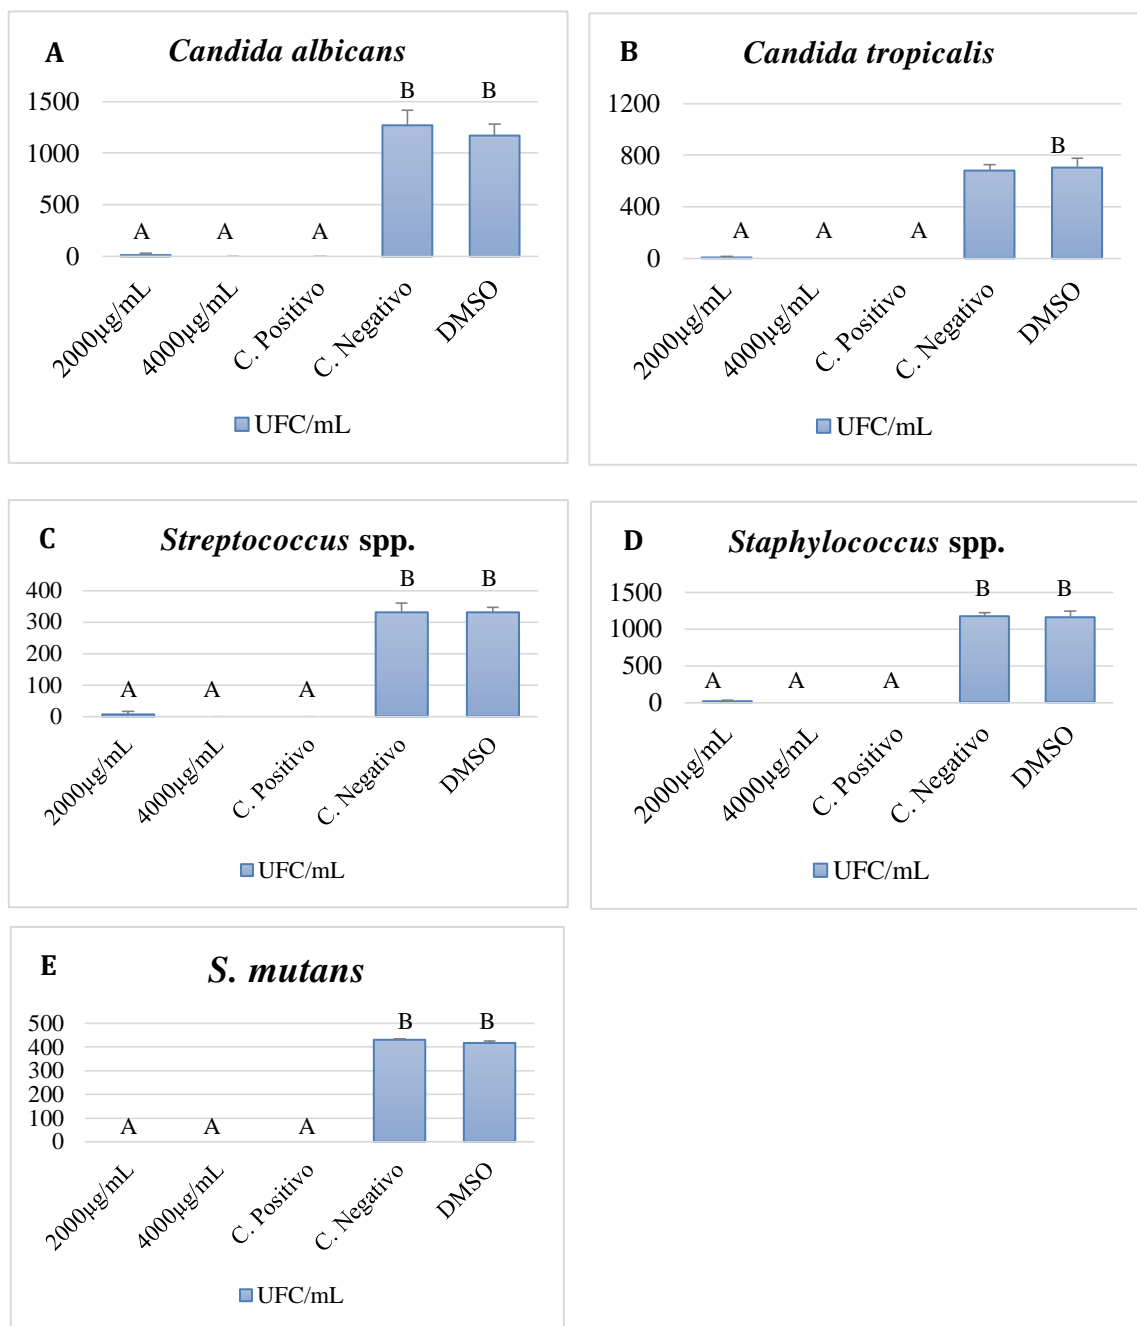 A
Candida albicans
B B
1500
1000
500
0
A A A
2000µg/mL
4000µg/mL
C. Positivo
C. Negativo
DMSO
UFC/mL
B
Candida tropicalis
1200
800
400
0
B
A A A
2000µg/mL
4000µg/mL
C. Positivo
C. Negativo
DMSO
UFC/mL
C
Streptococcus spp.
B B
400
300
200
100
0
A A A
2000µg/mL
4000µg/mL
C. Positivo
C. Negativo
DMSO
UFC/mL
D
Staphylococcus spp.
B B
1500
1000
500
0
A A A
2000µg/mL
4000µg/mL
C. Positivo
C. Negativo
DMSO
UFC/mL
E
S. mutans
B B
500
400
300
200
100
0
A A A
2000µg/mL
4000µg/mL
C. Positivo
C. Negativo
DMSO
UFC/mL